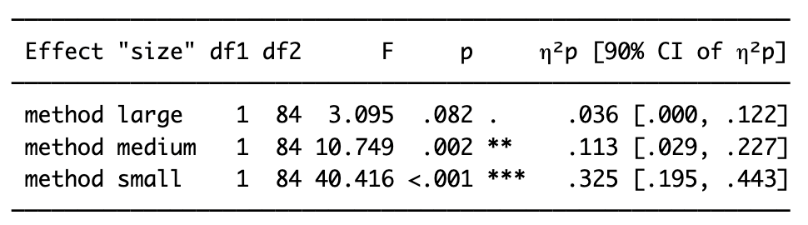 Effect "size" df1 df2 F p η²p [90% CI of η²p]
method large 1 84 3.095 .082 . .036 [.000, .122]
method medium 1 84 10.749 .002 ** .113 [.029, .227]
method small 1 84 40.416 <.001 *** .325 [.195, .443]